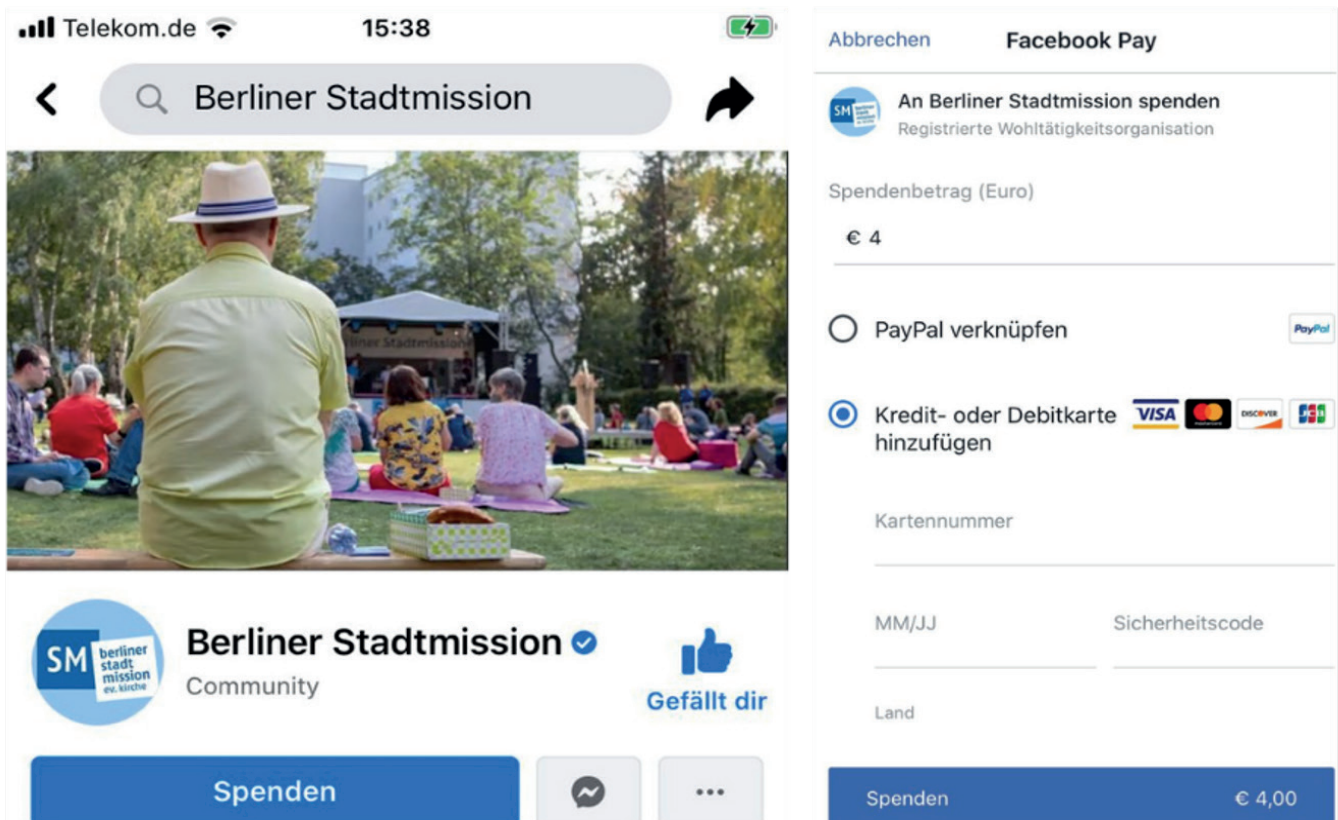 Telekom.de
15:38
Berliner Stadtmission
liner Stadtmission
SM
berliner
stadt
mission
ev. kirche
Berliner Stadtmission
Community
Gefällt dir
Spenden
...
Abbrechen
Facebook Pay
SM
An Berliner Stadtmission spenden
Registrierte Wohltätigkeitsorganisation
Spendenbetrag (Euro)
€ 4
PayPal verknüpfen
PayPal
Kredit- oder Debitkarte
hinzufügen
VISA
DISCOVER
JCB
Kartennummer
MM/JJ
Sicherheitscode
Land
Spenden
€ 4,00